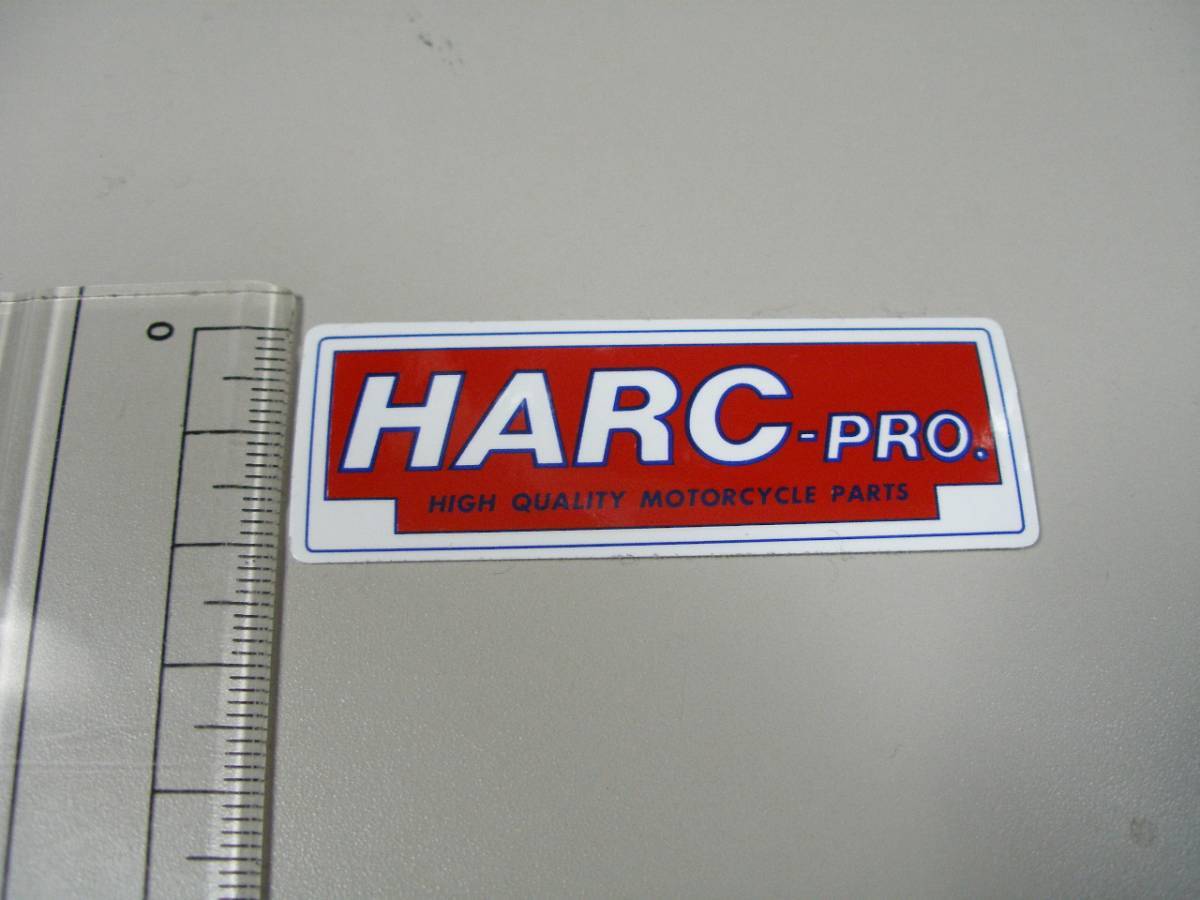 0
HARC-PRO.
HIGH QUALITY MOTORCYCLE PARTS